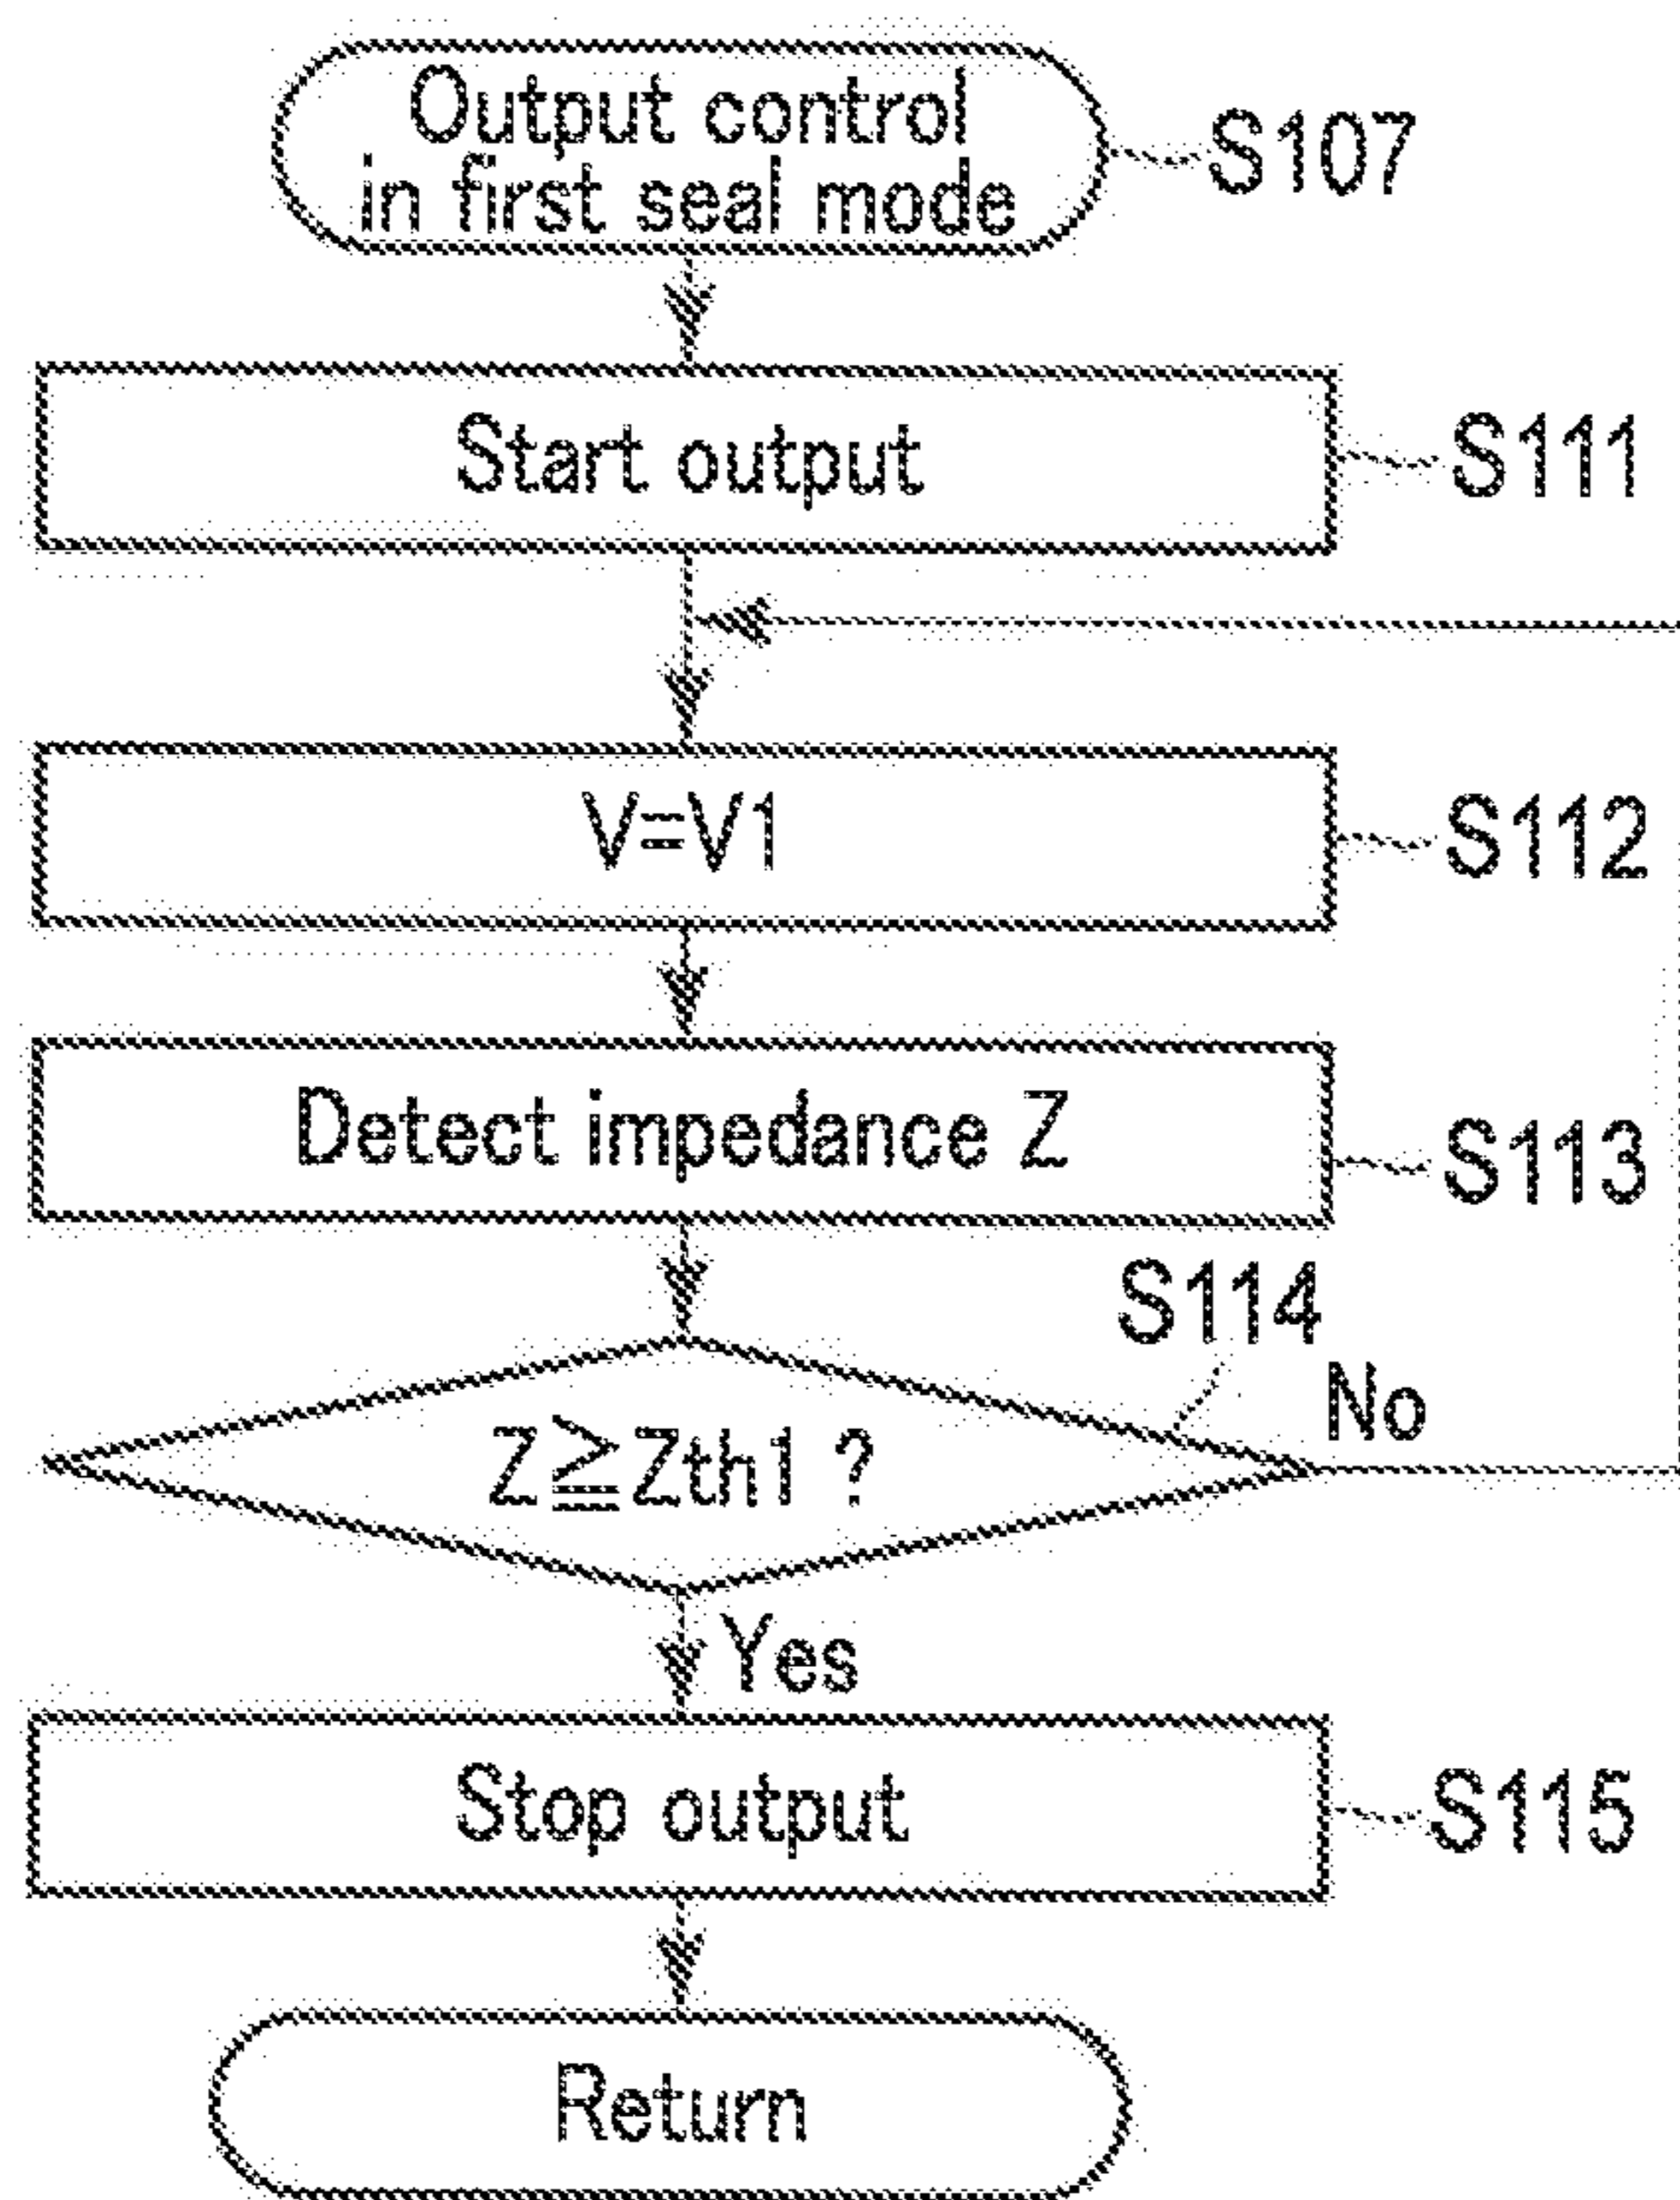 Output control
in first seal mode
S107
Start output
S111
V=V1
S112
Detect impedance Z
S113
S114
Z≧Zth1 ?
No
Yes
Stop output
S115
Return